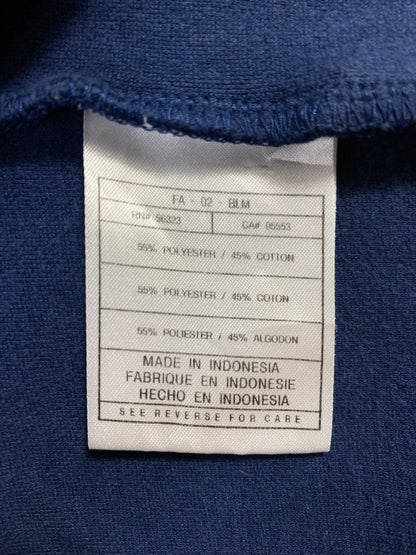 FA - 02 - BLM
RN# 56323 CA# 05553
55% POLYESTER / 45% COTTON
55% POLYESTER / 45% COTON
55% POLIESTER / 45% ALGODON
MADE IN INDONESIA
FABRIQUE EN INDONESIE
HECHO EN INDONESIA
SEE REVERSE FOR CARE